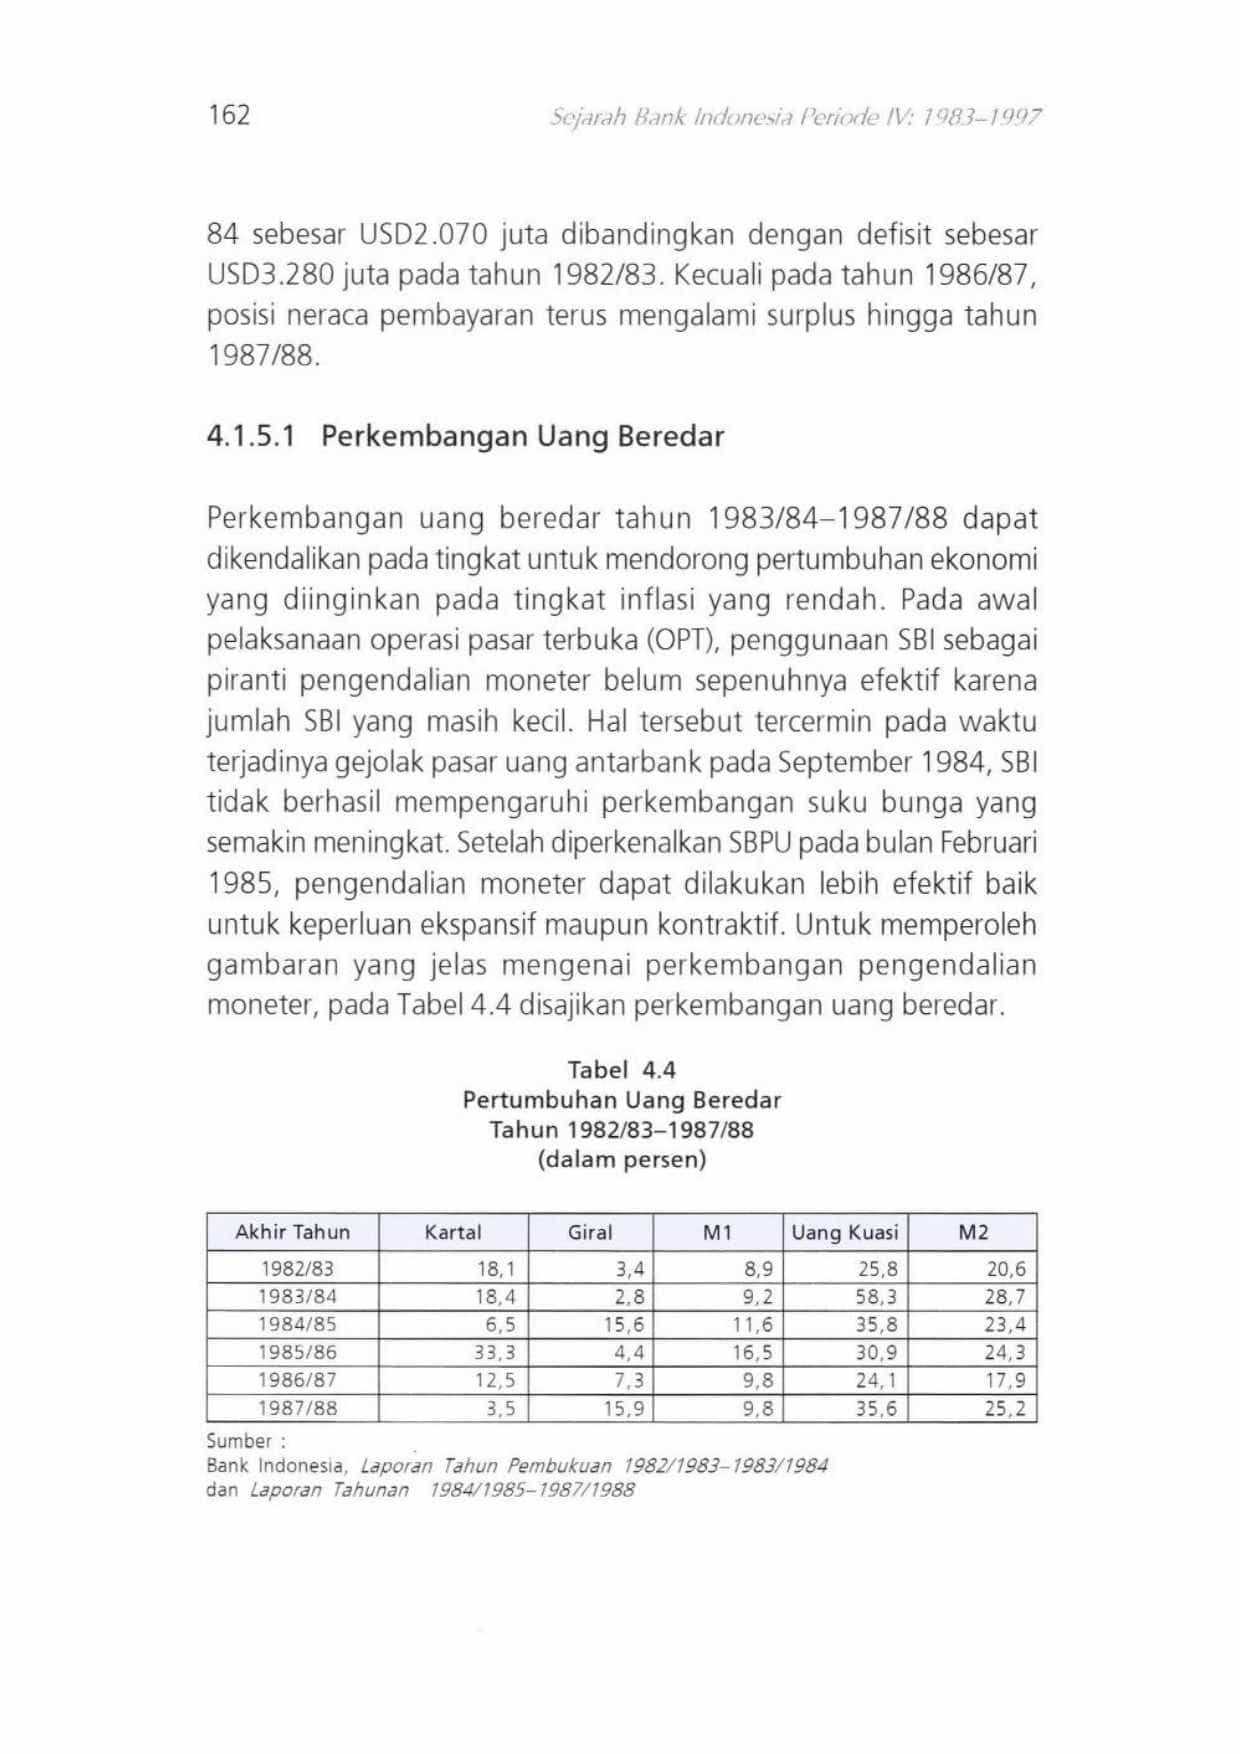 162
Sejarah Bank Indonesia Periode IV: 1983–1997
84 sebesar USD2.070 juta dibandingkan dengan defisit sebesar
USD3.280 juta pada tahun 1982/83. Kecuali pada tahun 1986/87,
posisi neraca pembayaran terus mengalami surplus hingga tahun
1987/88.
4.1.5.1 Perkembangan Uang Beredar
Perkembangan uang beredar tahun 1983/84–1987/88 dapat
dikendalikan pada tingkat untuk mendorong pertumbuhan ekonomi
yang diinginkan pada tingkat inflasi yang rendah. Pada awal
pelaksanaan operasi pasar terbuka (OPT), penggunaan SBI sebagai
piranti pengendalian moneter belum sepenuhnya efektif karena
jumlah SBI yang masih kecil. Hal tersebut tercermin pada waktu
terjadinya gejolak pasar uang antarbank pada September 1984, SBI
tidak berhasil mempengaruhi perkembangan suku bunga yang
semakin meningkat. Setelah diperkenalkan SBPU pada bulan Februari
1985, pengendalian moneter dapat dilakukan lebih efektif baik
untuk keperluan ekspansif maupun kontraktif. Untuk memperoleh
gambaran yang jelas mengenai perkembangan pengendalian
moneter, pada Tabel 4.4 disajikan perkembangan uang beredar.
Tabel 4.4
Pertumbuhan Uang Beredar
Tahun 1982/83–1987/88
(dalam persen)
Akhir Tahun Kartal Giral M1 Uang Kuasi M2
1982/83 18,1 3,4 8,9 25,8 20,6
1983/84 18,4 2,8 9,2 58,3 28,7
1984/85 6,5 15,6 11,6 35,8 23,4
1985/86 33,3 4,4 16,5 30,9 24,3
1986/87 12,5 7,3 9,8 24,1 17,9
1987/88 3,5 15,9 9,8 35,6 25,2
Sumber :
Bank Indonesia, Laporan Tahun Pembukuan 1982/1983–1983/1984
dan Laporan Tahunan 1984/1985–1987/1988